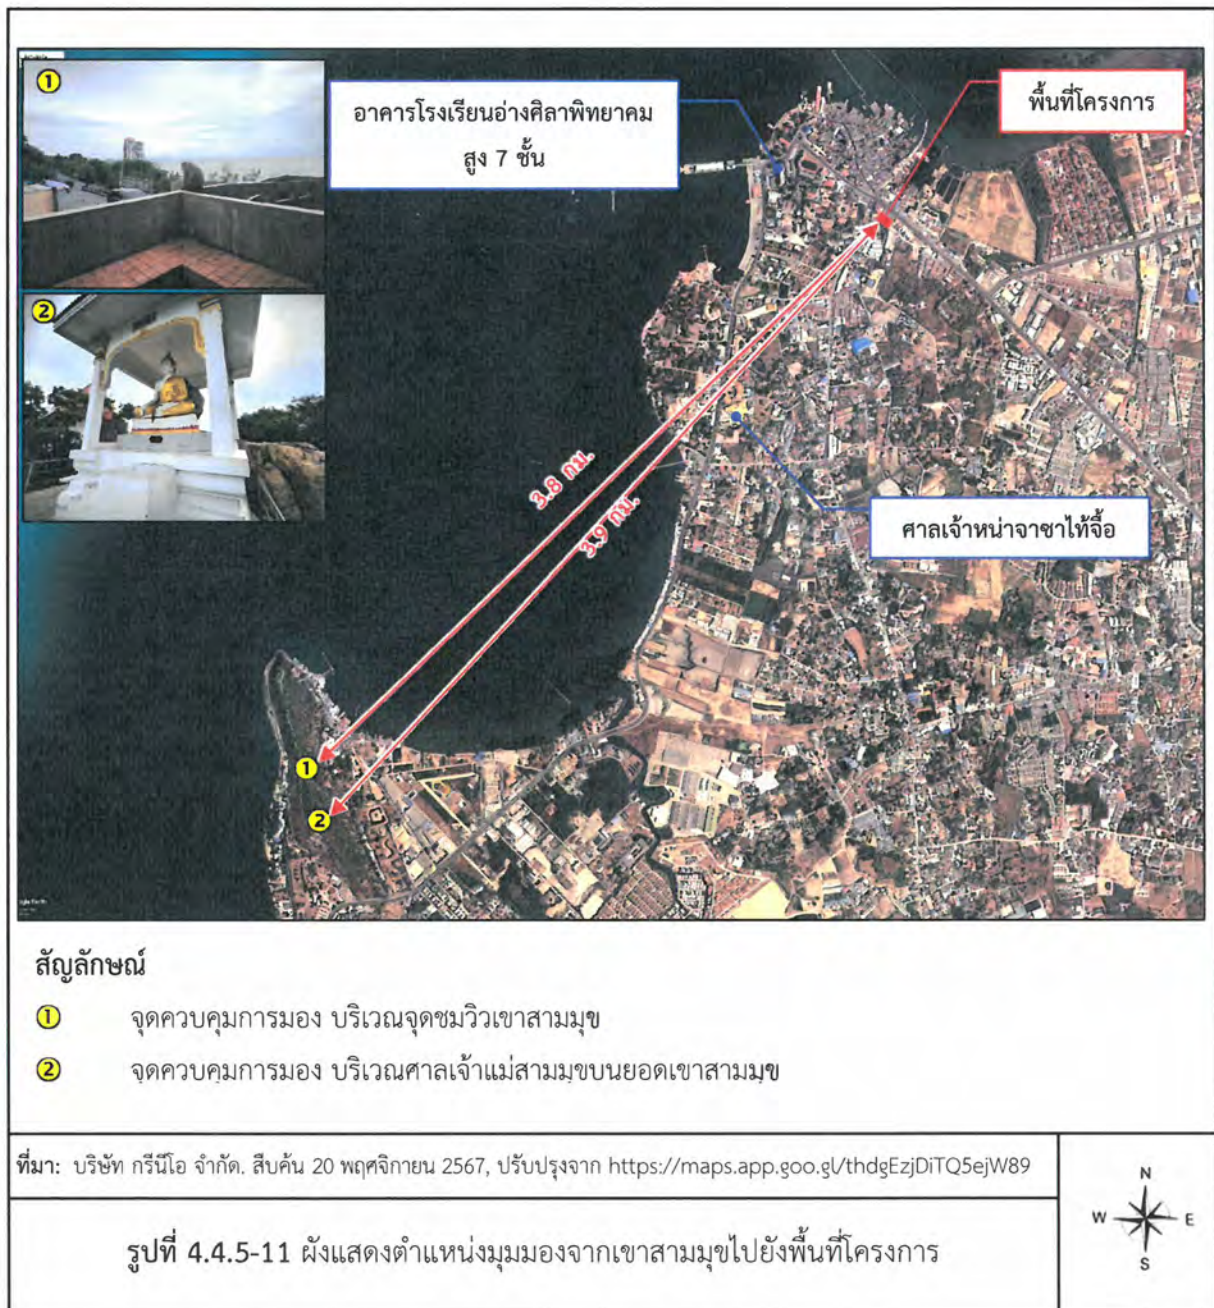 ①
②
อาคารโรงเรียนอ่างศิลาพิทยาคม
สูง 7 ชั้น
พื้นที่โครงการ
3.8 กม.
3.9 กม.
ศาลเจ้าหน่าจาซาไท้จื้อ
①
②
สัญลักษณ์
① จุดควบคุมการมอง บริเวณจุดชมวิวเขาสามมุข
② จุดควบคุมการมอง บริเวณศาลเจ้าแม่สามมุขบนยอดเขาสามมุข
ที่มา: บริษัท กรีนีโอ จำกัด. สืบค้น 20 พฤศจิกายน 2567, ปรับปรุงจาก https://maps.app.goo.gl/thdgEzjDiTQ5ejW89
รูปที่ 4.4.5-11 ผังแสดงตำแหน่งมุมมองจากเขาสามมุขไปยังพื้นที่โครงการ
N
W E
S